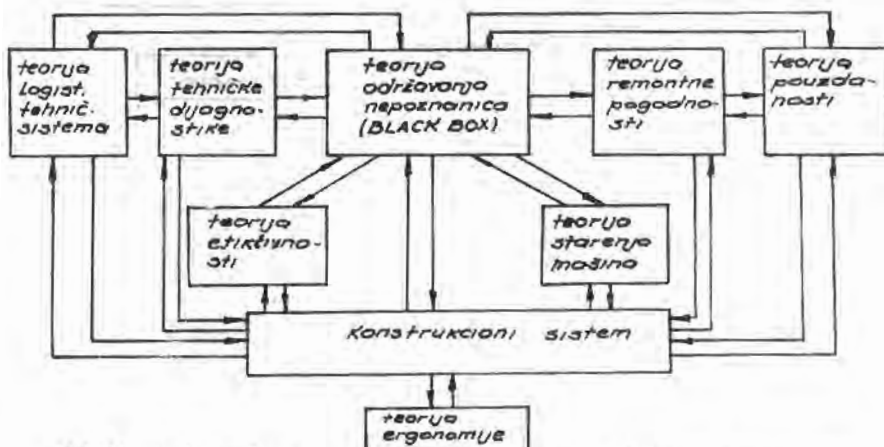 teorija
logist.
tehnič.
sistema
teorija
tehničke
dijagno-
stike
teorija
održavanja
nepoznanica
(BLACK BOX)
teorija
remontne
pogodno-
sti
teorija
pouzda-
nosti
teorija
efektivno-
sti
teorija
starenja
mašina
Konstrukcioni sistem
teorija
ergonomije